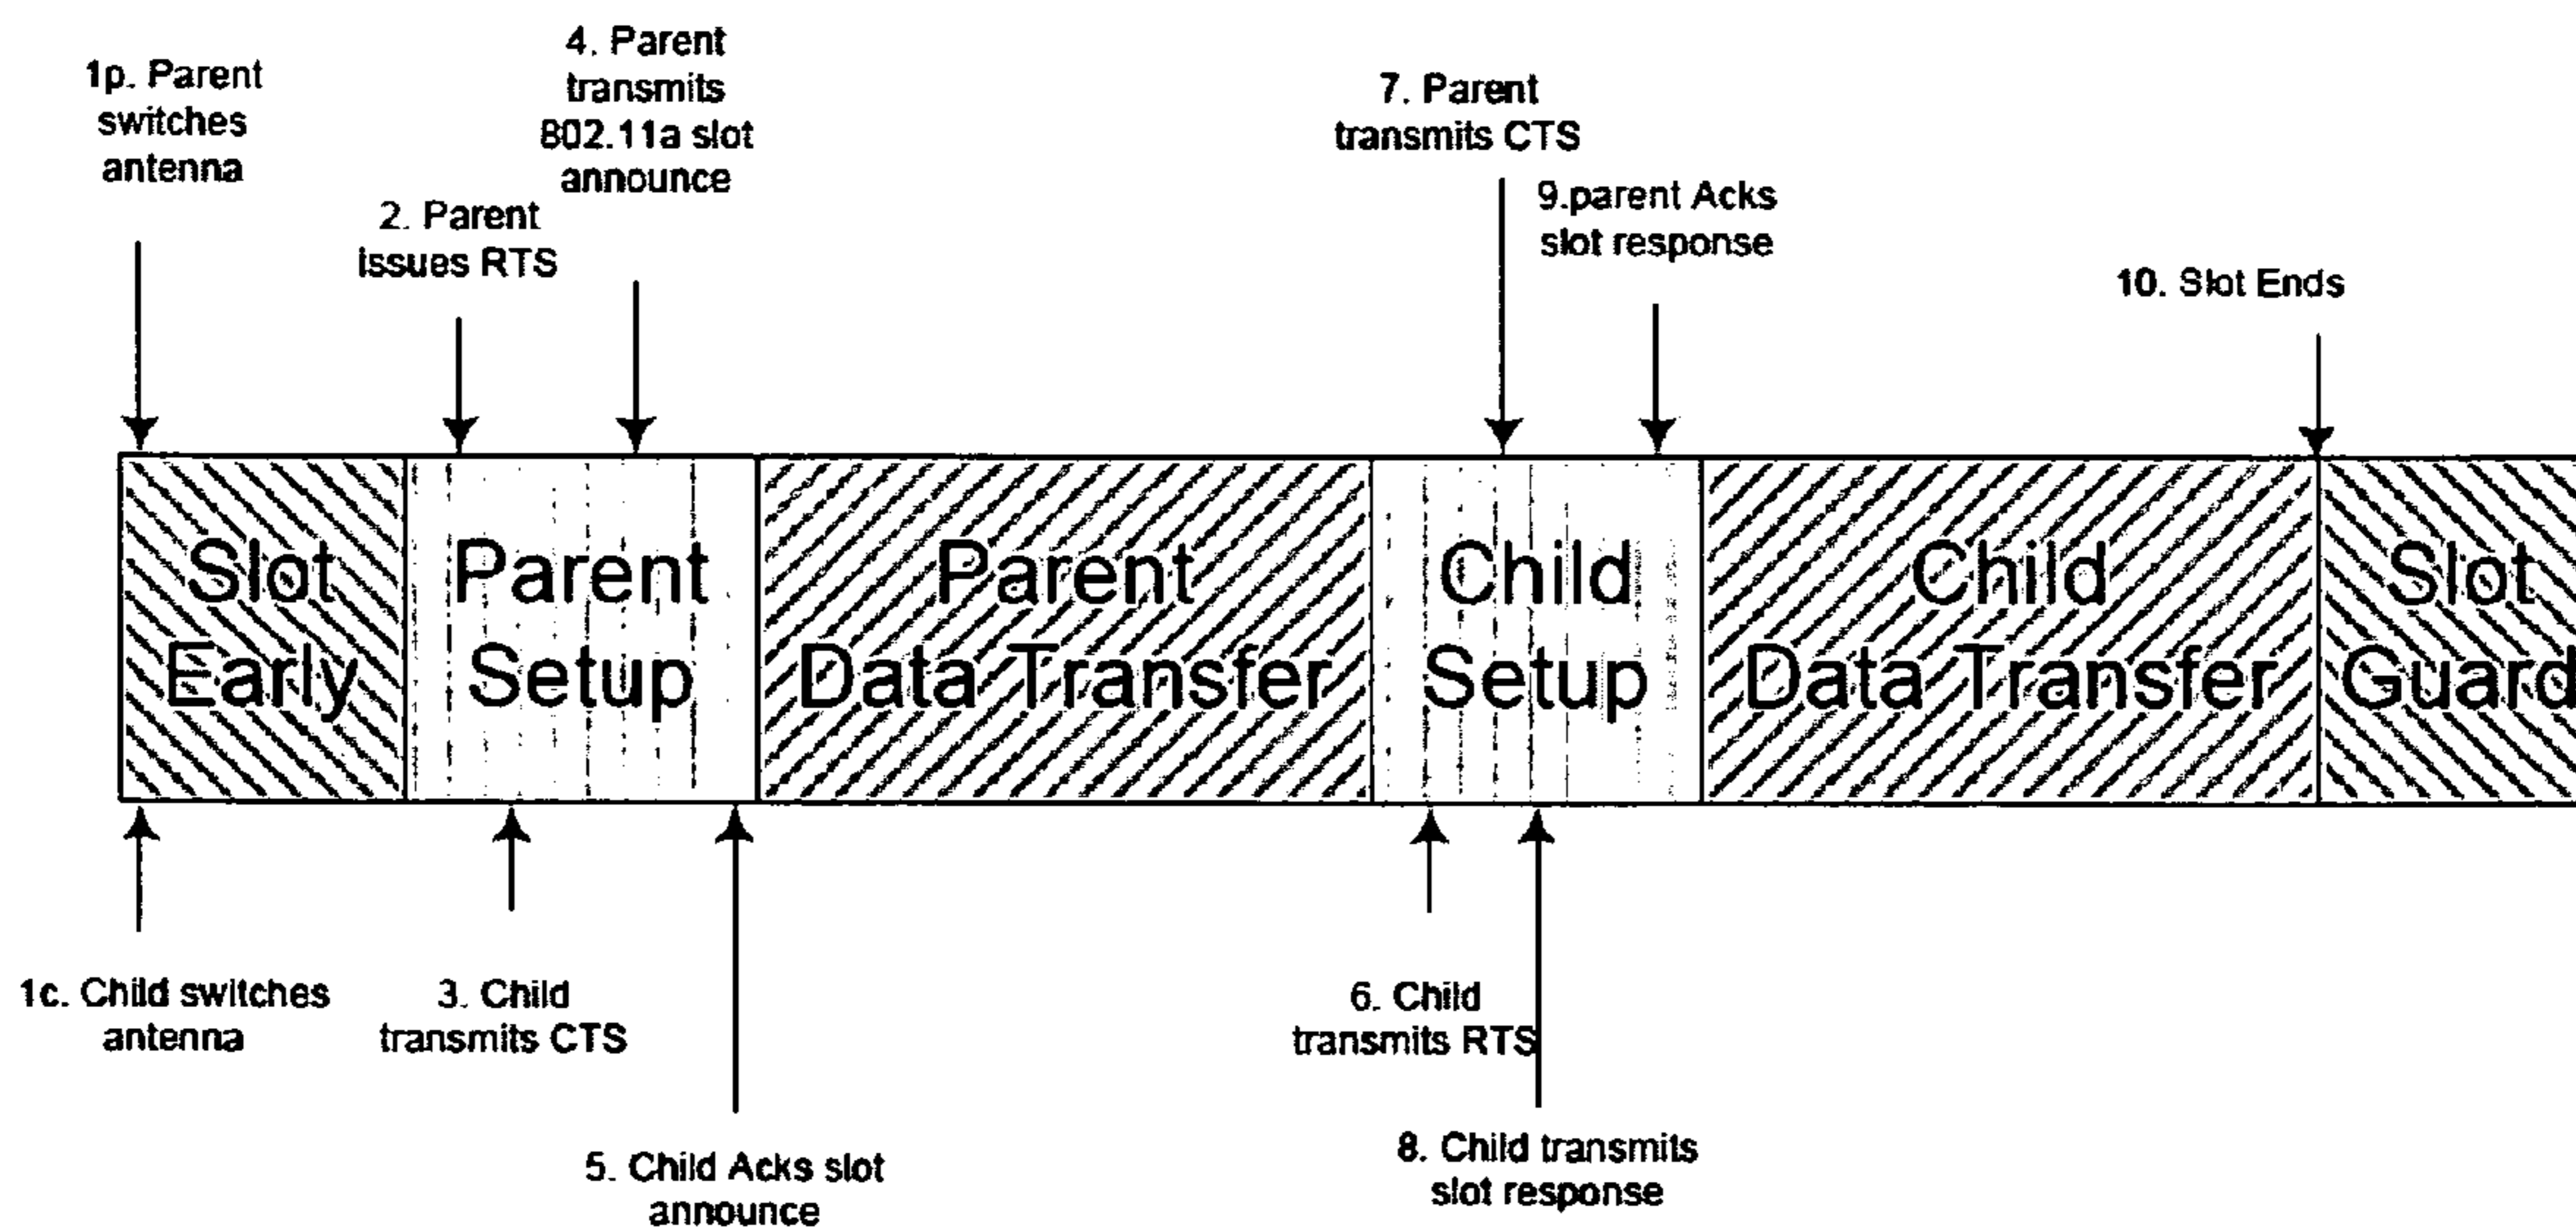 1p. Parent
switches
antenna
2. Parent
issues RTS
4. Parent
transmits
802.11a slot
announce
7. Parent
transmits CTS
9.parent Acks
slot response
10. Slot Ends
Slot
Early
Parent
Setup
Parent
Data Transfer
Child
Setup
Child
Data Transfer
Slot
Guard
1c. Child switches
antenna
3. Child
transmits CTS
5. Child Acks slot
announce
6. Child
transmits RTS
8. Child transmits
slot response